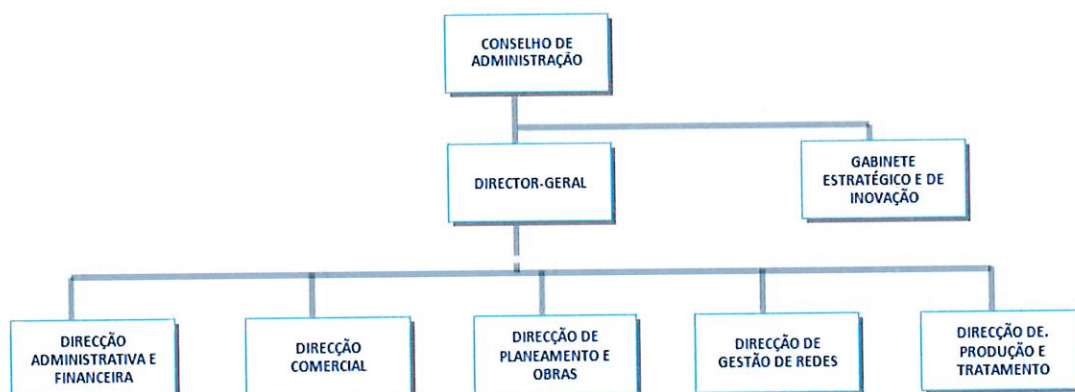 CONSELHO DE
ADMINISTRAÇÃO
DIRECTOR-GERAL
GABINETE
ESTRATÉGICO E DE
INOVAÇÃO
DIRECÇÃO
ADMINISTRATIVA E
FINANCEIRA
DIRECÇÃO
COMERCIAL
DIRECÇÃO DE
PLANEAMENTO E
OBRAS
DIRECÇÃO DE
GESTÃO DE REDES
DIRECÇÃO DE.
PRODUÇÃO E
TRATAMENTO